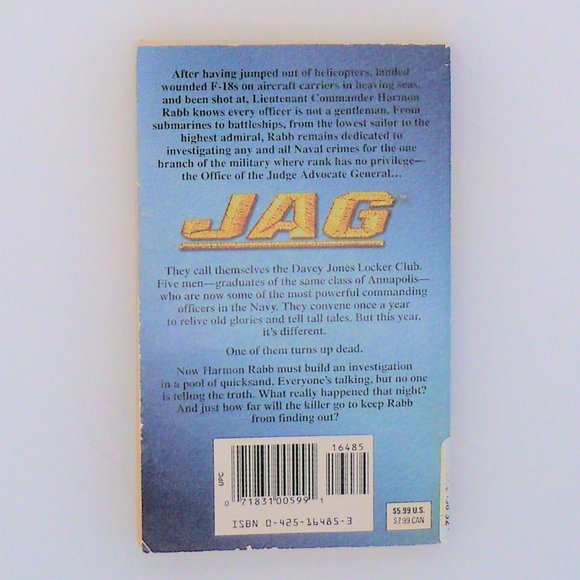 After having jumped out of helicopters, landed
wounded F-18s on aircraft carriers in heaving seas,
and been shot at, Lieutenant Commander Harmon
Rabb knows every officer is not a gentleman. From
submarines to battleships, from the lowest sailor to the
highest admiral, Rabb remains dedicated to
investigating any and all Naval crimes for the one
branch of the military where rank has no privilege—
the Office of the Judge Advocate General...
JAG™
They call themselves the Davey Jones Locker Club.
Five men—graduates of the same class of Annapolis—
who are now some of the most powerful commanding
officers in the Navy. They convene once a year
to relive old glories and tell tall tales. But this year,
it's different.
One of them turns up dead.
Now Harmon Rabb must build an investigation
in a pool of quicksand. Everyone's talking, but no one
is telling the truth. What really happened that night?
And just how far will the killer go to keep Rabb
from finding out?
16485
UPC
0 71831 00599 1
ISBN 0-425-16485-3
$5.99 U.S.
$7.99 CAN